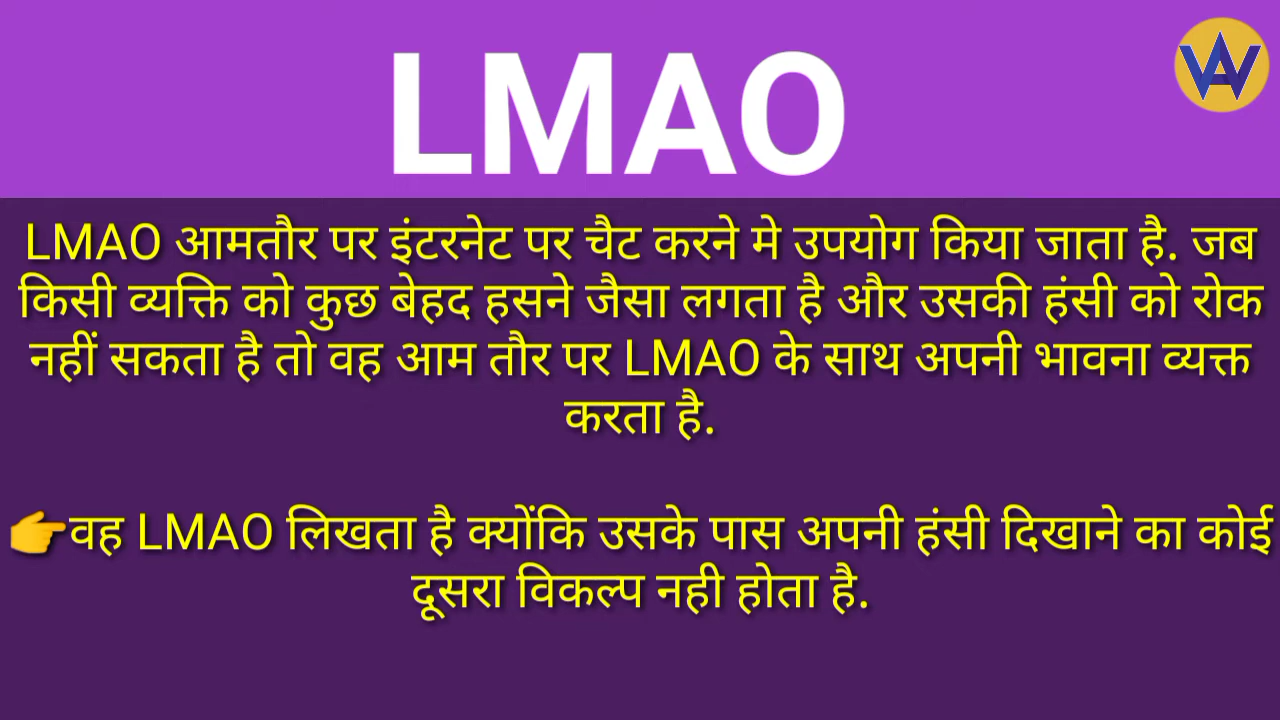 LMAO
LMAO आमतौर पर इंटरनेट पर चैट करने मे उपयोग किया जाता है. जब
किसी व्यक्ति को कुछ बेहद हसने जैसा लगता है और उसकी हंसी को रोक
नहीं सकता है तो वह आम तौर पर LMAO के साथ अपनी भावना व्यक्त
करता है.
👉वह LMAO लिखता है क्योंकि उसके पास अपनी हंसी दिखाने का कोई
दूसरा विकल्प नही होता है.